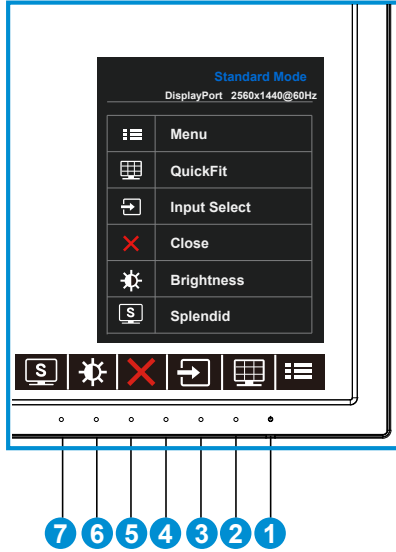 Standard Mode
DisplayPort 2560x1440@60Hz
Menu
QuickFit
Input Select
Close
Brightness
S Splendid
S
7 6 5 4 3 2 1